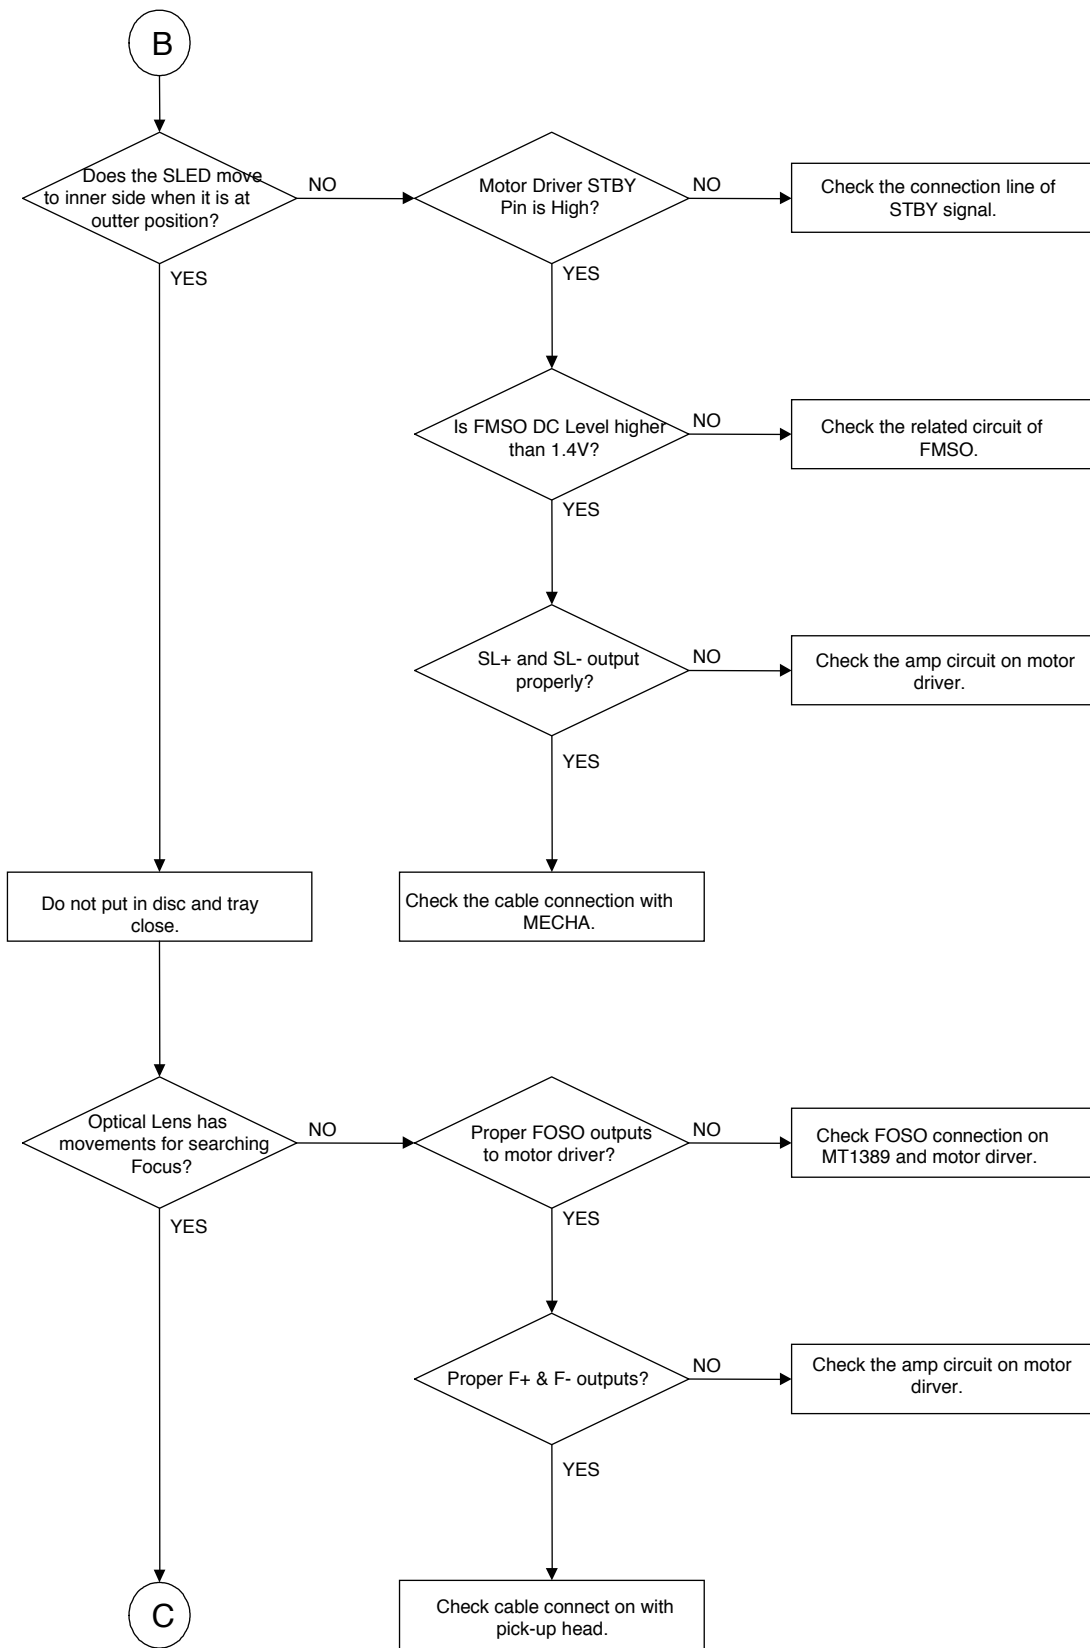 B
Does the SLED move
to inner side when it is at
outter position?
NO
Motor Driver STBY
Pin is High?
NO
Check the connection line of
STBY signal.
YES
YES
Is FMSO DC Level higher
than 1.4V?
NO
Check the related circuit of
FMSO.
YES
SL+ and SL- output
properly?
NO
Check the amp circuit on motor
driver.
YES
Do not put in disc and tray
close.
Check the cable connection with
MECHA.
Optical Lens has
movements for searching
Focus?
NO
Proper FOSO outputs
to motor driver?
NO
Check FOSO connection on
MT1389 and motor dirver.
YES
YES
Proper F+ & F- outputs?
NO
Check the amp circuit on motor
dirver.
YES
C
Check cable connect on with
pick-up head.